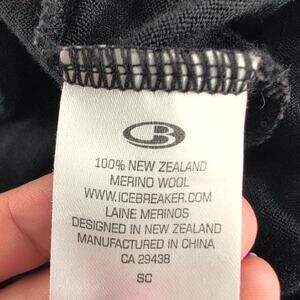 100% NEW ZEALAND
MERINO WOOL
WWW.ICEBREAKER.COM
LAINE MERINOS
DESIGNED IN NEW ZEALAND
MANUFACTURED IN CHINA
CA 29438
SC